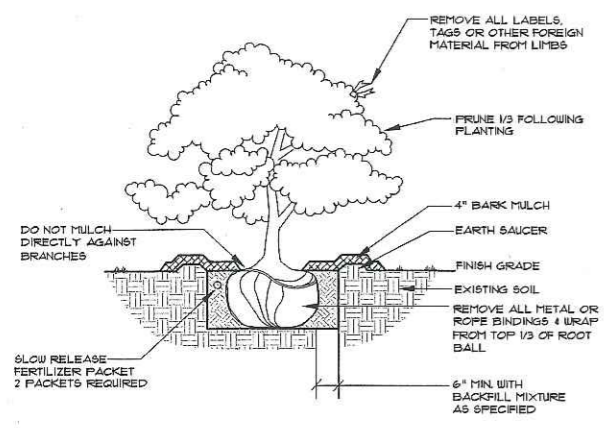 REMOVE ALL LABELS,
TAGS OR OTHER FOREIGN
MATERIAL FROM LIMBS
PRUNE 1/3 FOLLOWING
PLANTING
DO NOT MULCH
DIRECTLY AGAINST
BRANCHES
4" BARK MULCH
EARTH SAUCER
FINISH GRADE
EXISTING SOIL
REMOVE ALL METAL OR
ROPE BINDINGS & WRAP
FROM TOP 1/3 OF ROOT
BALL
SLOW RELEASE
FERTILIZER PACKET
2 PACKETS REQUIRED
6" MIN. WITH
BACKFILL MIXTURE
AS SPECIFIED